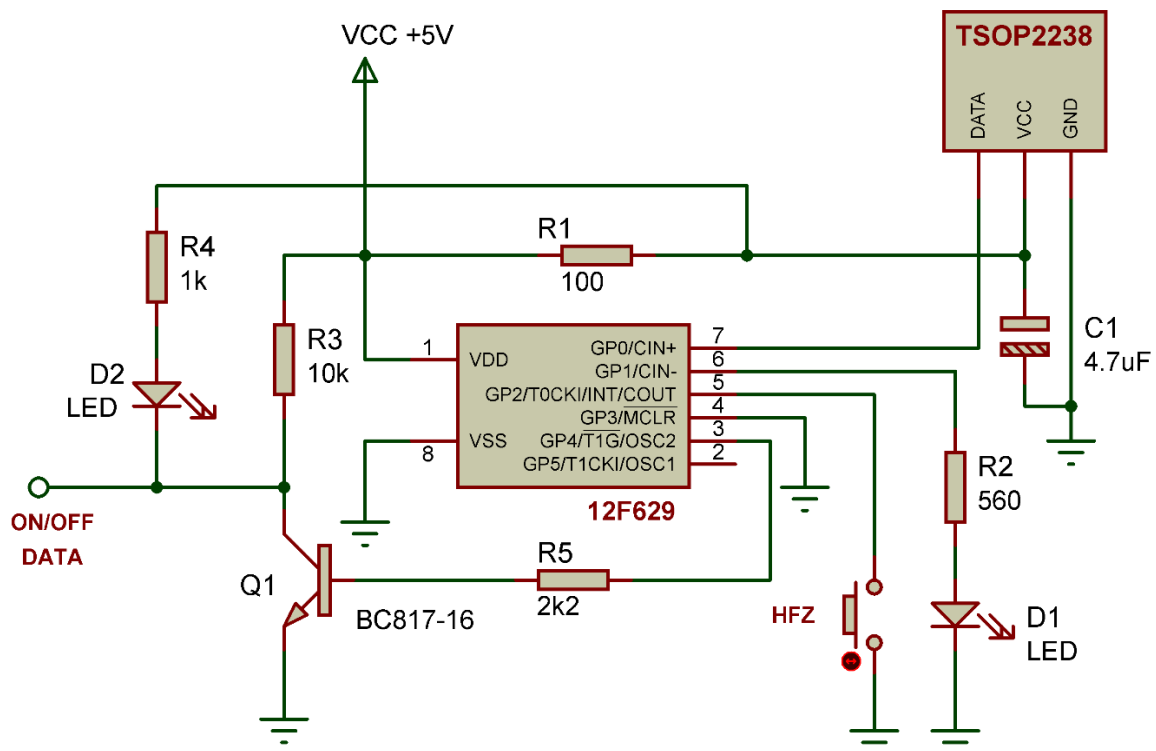 VCC +5V
TSOP2238
DATA
VCC
GND
R4
1k
R1
100
R3
10k
C1
4.7uF
D2
LED
1
VDD
8
VSS
GP0/CIN+
7
GP1/CIN-
6
GP2/T0CKI/INT/COUT
5
GP3/MCLR
4
GP4/T1G/OSC2
3
GP5/T1CKI/OSC1
2
12F629
R2
560
ON/OFF
DATA
Q1
BC817-16
R5
2k2
HFZ
D1
LED